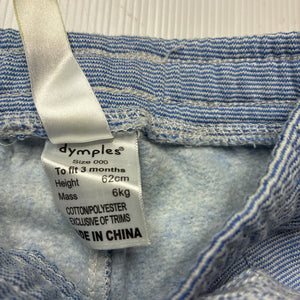 dymples®
Size 000
To fit 3 months
Height 62cm
Mass 6kg
COTTON/POLYESTER
EXCLUSIVE OF TRIMS
DE IN CHINA